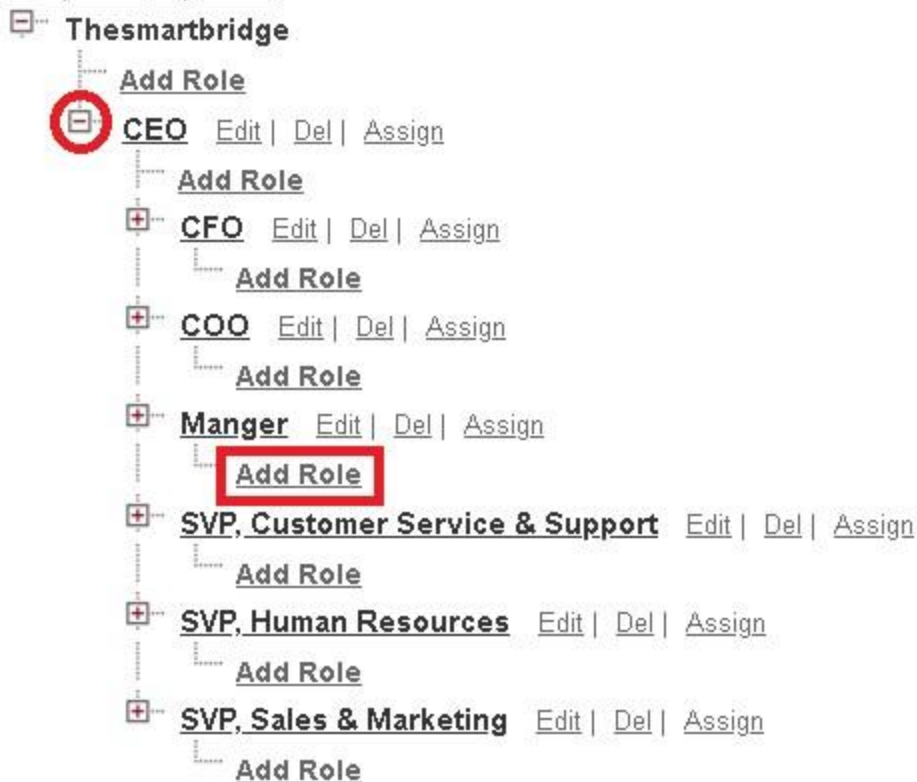 Thesmartbridge
Add Role
CEO Edit | Del | Assign
Add Role
CFO Edit | Del | Assign
Add Role
COO Edit | Del | Assign
Add Role
Manger Edit | Del | Assign
Add Role
SVP, Customer Service & Support Edit | Del | Assign
Add Role
SVP, Human Resources Edit | Del | Assign
Add Role
SVP, Sales & Marketing Edit | Del | Assign
Add Role